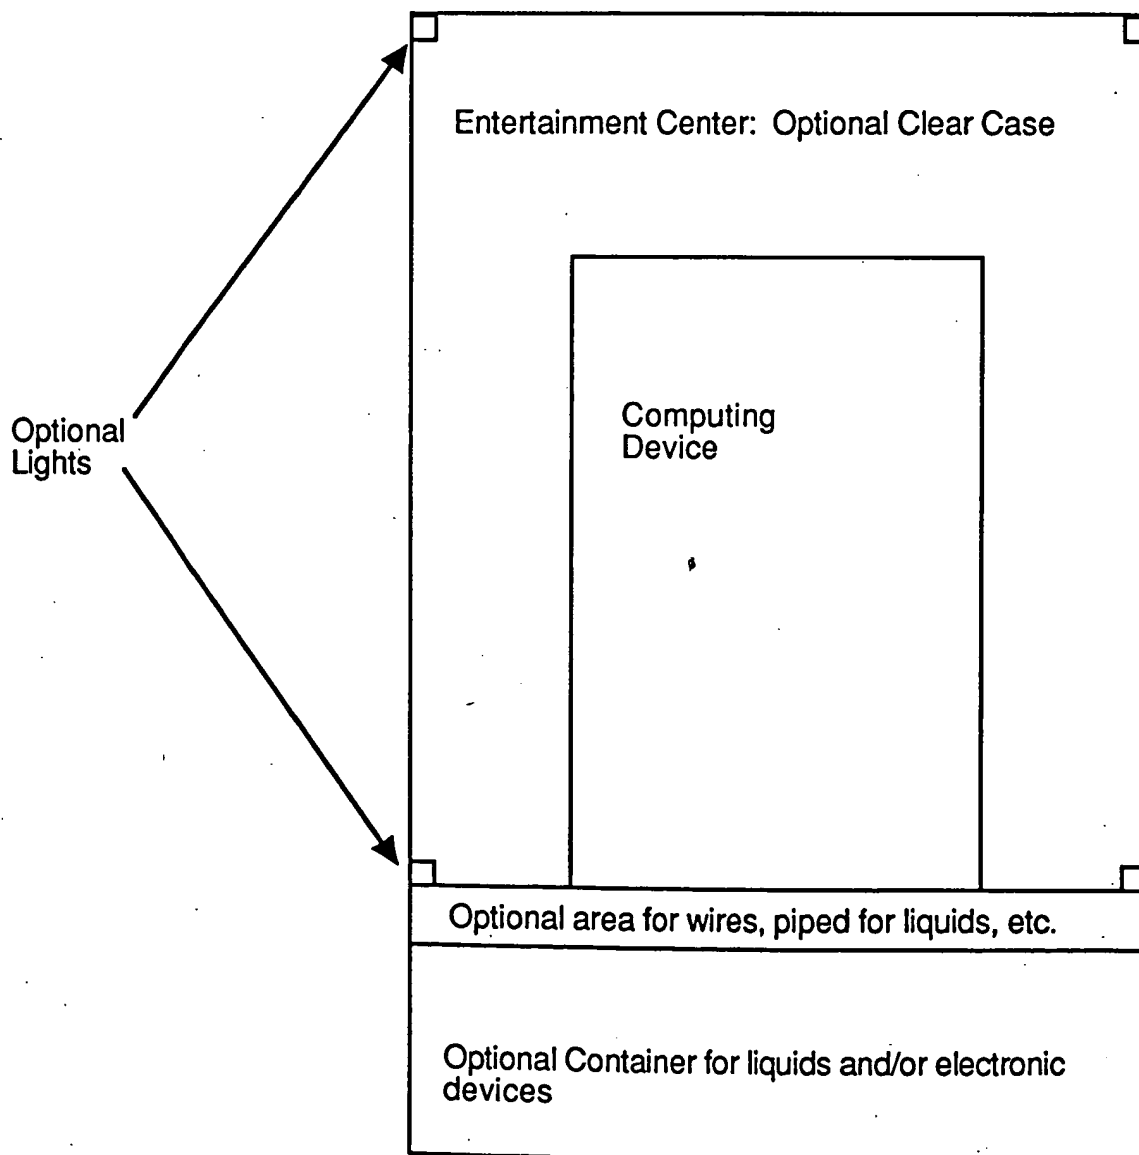 Entertainment Center: Optional Clear Case
Optional
Lights
Computing
Device
Optional area for wires, piped for liquids, etc.
Optional Container for liquids and/or electronic
devices